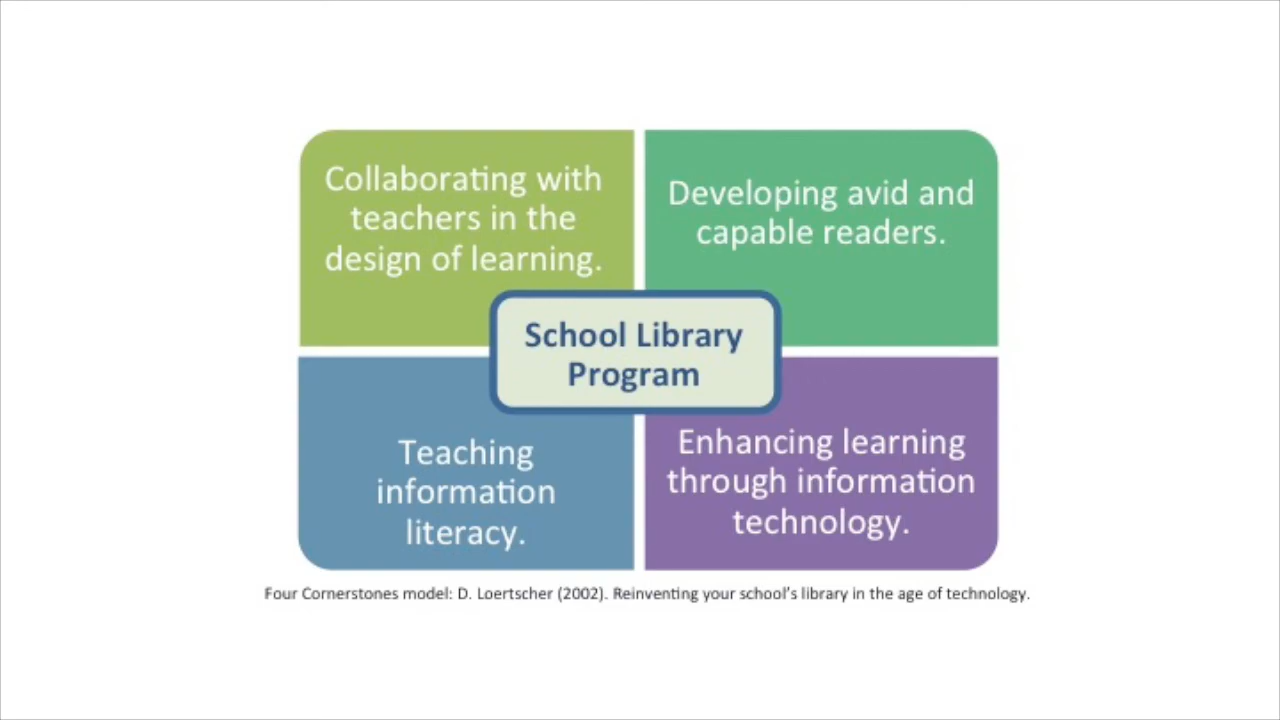 Collaborating with
teachers in the
design of learning.
Developing avid and
capable readers.
School Library
Program
Teaching
information
literacy.
Enhancing learning
through information
technology.
Four Cornerstones model: D. Loertscher (2002). Reinventing your school’s library in the age of technology.